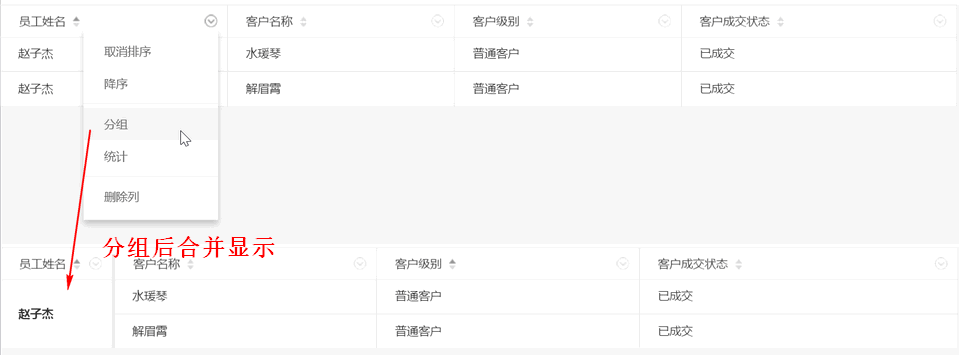 员工姓名 客户名称 客户级别 客户成交状态
赵子杰 水瑗琴 普通客户 已成交
取消排序
降序
赵子杰 解眉霄 普通客户 已成交
分组
统计
删除列
分组后合并显示
员工姓名 客户名称 客户级别 客户成交状态
水瑗琴 普通客户 已成交
赵子杰
解眉霄 普通客户 已成交